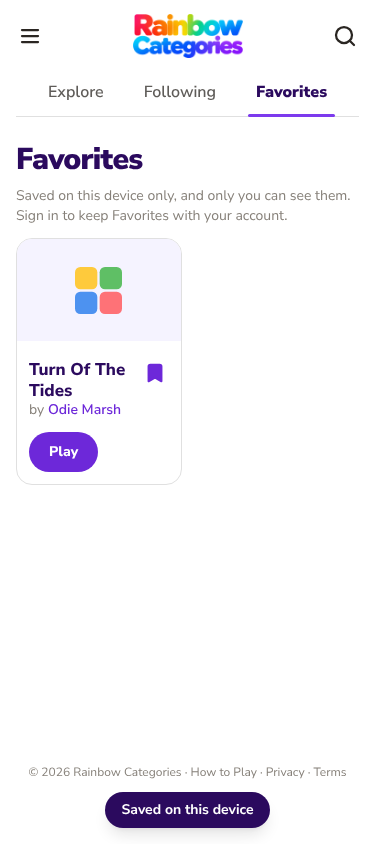 Rainbow
Categories
Explore
Following
Favorites
Favorites
Saved on this device only, and only you can see them.
Sign in to keep Favorites with your account.
Turn Of The
Tides
by Odie Marsh
Play
© 2026 Rainbow Categories · How to Play · Privacy · Terms
Saved on this device